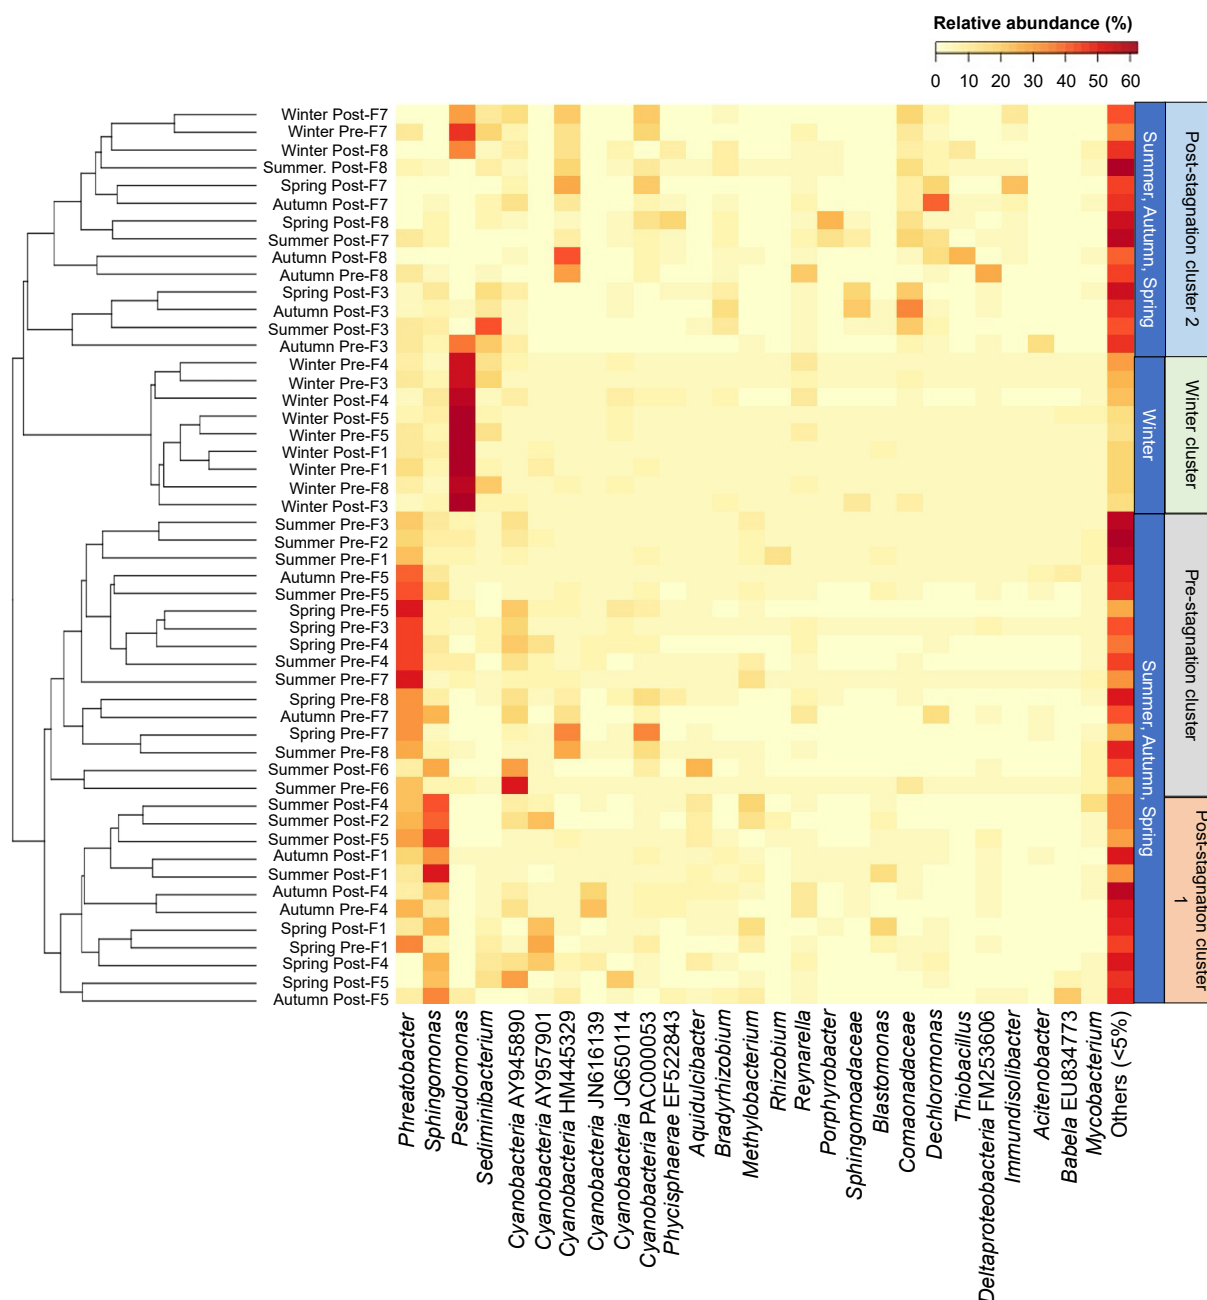 Relative abundance (%)
0 10 20 30 40 50 60
Winter Post-F7
Winter Pre-F7
Winter Post-F8
Summer. Post-F8
Spring Post-F7
Autumn Post-F7
Spring Post-F8
Summer Post-F7
Autumn Post-F8
Autumn Pre-F8
Spring Post-F3
Autumn Post-F3
Summer Post-F3
Autumn Pre-F3
Winter Pre-F4
Winter Pre-F3
Winter Post-F4
Winter Post-F5
Winter Pre-F5
Winter Post-F1
Winter Pre-F1
Winter Pre-F8
Winter Post-F3
Summer Pre-F3
Summer Pre-F2
Summer Pre-F1
Autumn Pre-F5
Summer Pre-F5
Spring Pre-F5
Spring Pre-F3
Spring Pre-F4
Summer Pre-F4
Summer Pre-F7
Spring Pre-F8
Autumn Pre-F7
Spring Pre-F7
Summer Pre-F8
Summer Post-F6
Summer Pre-F6
Summer Post-F4
Summer Post-F2
Summer Post-F5
Autumn Post-F1
Summer Post-F1
Autumn Post-F4
Autumn Pre-F4
Spring Post-F1
Spring Pre-F1
Spring Post-F4
Spring Post-F5
Autumn Post-F5
Summer, Autumn, Spring
Winter
Summer, Autumn, Spring
Post-stagnation cluster 2
Winter cluster
Pre-stagnation cluster
Post-stagnation cluster
1
Phreatobacter
Sphingomonas
Pseudomonas
Sediminibacterium
Cyanobacteria AY945890
Cyanobacteria AY957901
Cyanobacteria HM445329
Cyanobacteria JN616139
Cyanobacteria JQ650114
Cyanobacteria PAC000053
Phycisphaerae EF522843
Aquidulcibacter
Bradyrhizobium
Methylobacterium
Rhizobium
Reynarella
Porphyrobacter
Sphingomoadaceae
Blastomonas
Comaonadaceae
Dechloromonas
Thiobacillus
Deltaproteobacteria FM253606
Immundisolibacter
Acitenobacter
Babela EU834773
Mycobacterium
Others (<5%)